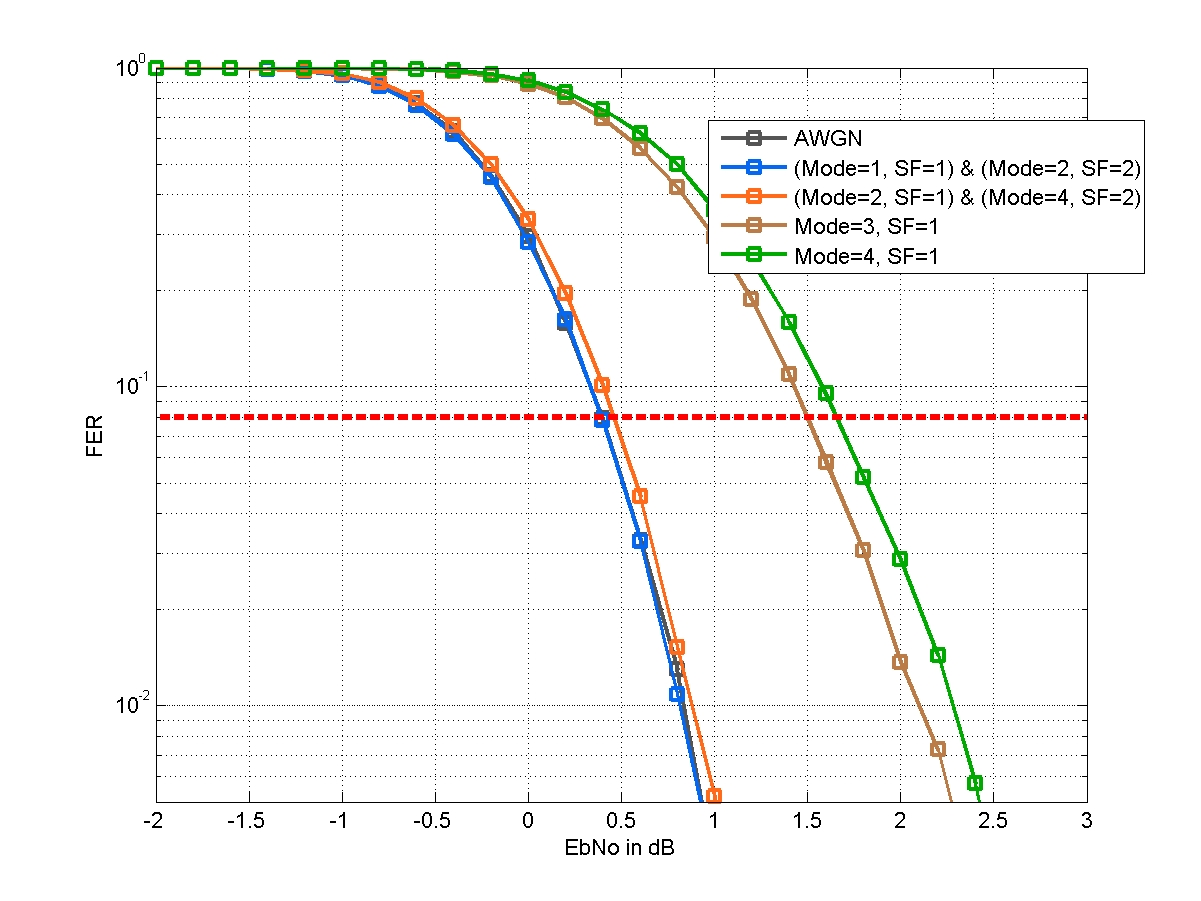 10^0
AWGN
(Mode=1, SF=1) & (Mode=2, SF=2)
(Mode=2, SF=1) & (Mode=4, SF=2)
Mode=3, SF=1
Mode=4, SF=1
10^-1
FER
10^-2
-2 -1.5 -1 -0.5 0 0.5 1 1.5 2 2.5 3
EbNo in dB